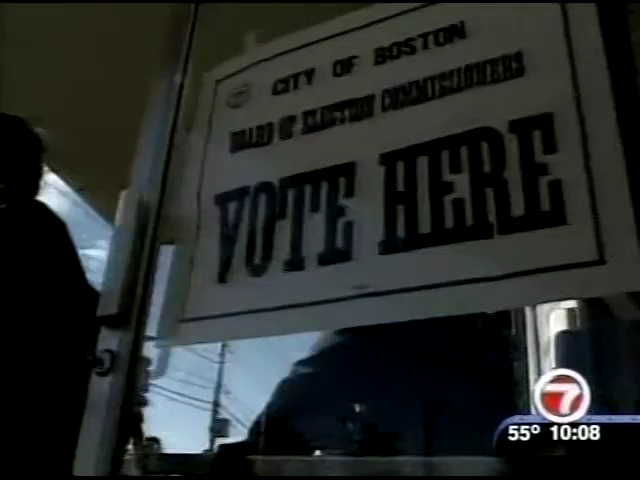 CITY OF BOSTON
BOARD OF ELECTION COMMISSIONERS
VOTE HERE
7
55° 10:08